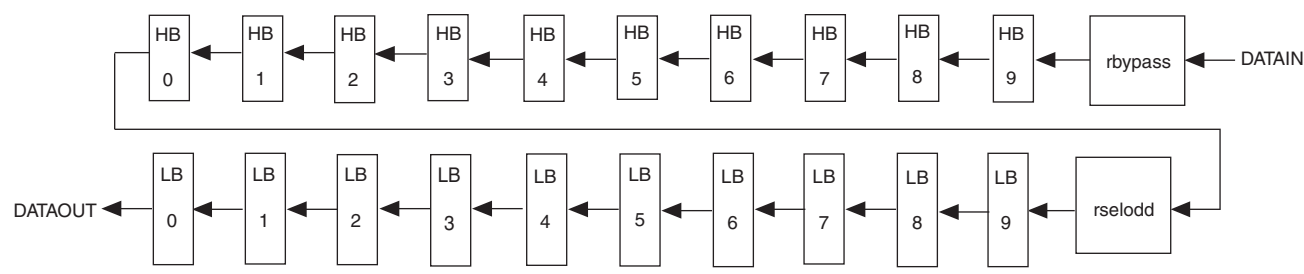 HB HB HB HB HB HB HB HB HB HB
0 1 2 3 4 5 6 7 8 9 rbypass DATAIN
LB LB LB LB LB LB LB LB LB LB
DATAOUT 0 1 2 3 4 5 6 7 8 9 rselodd